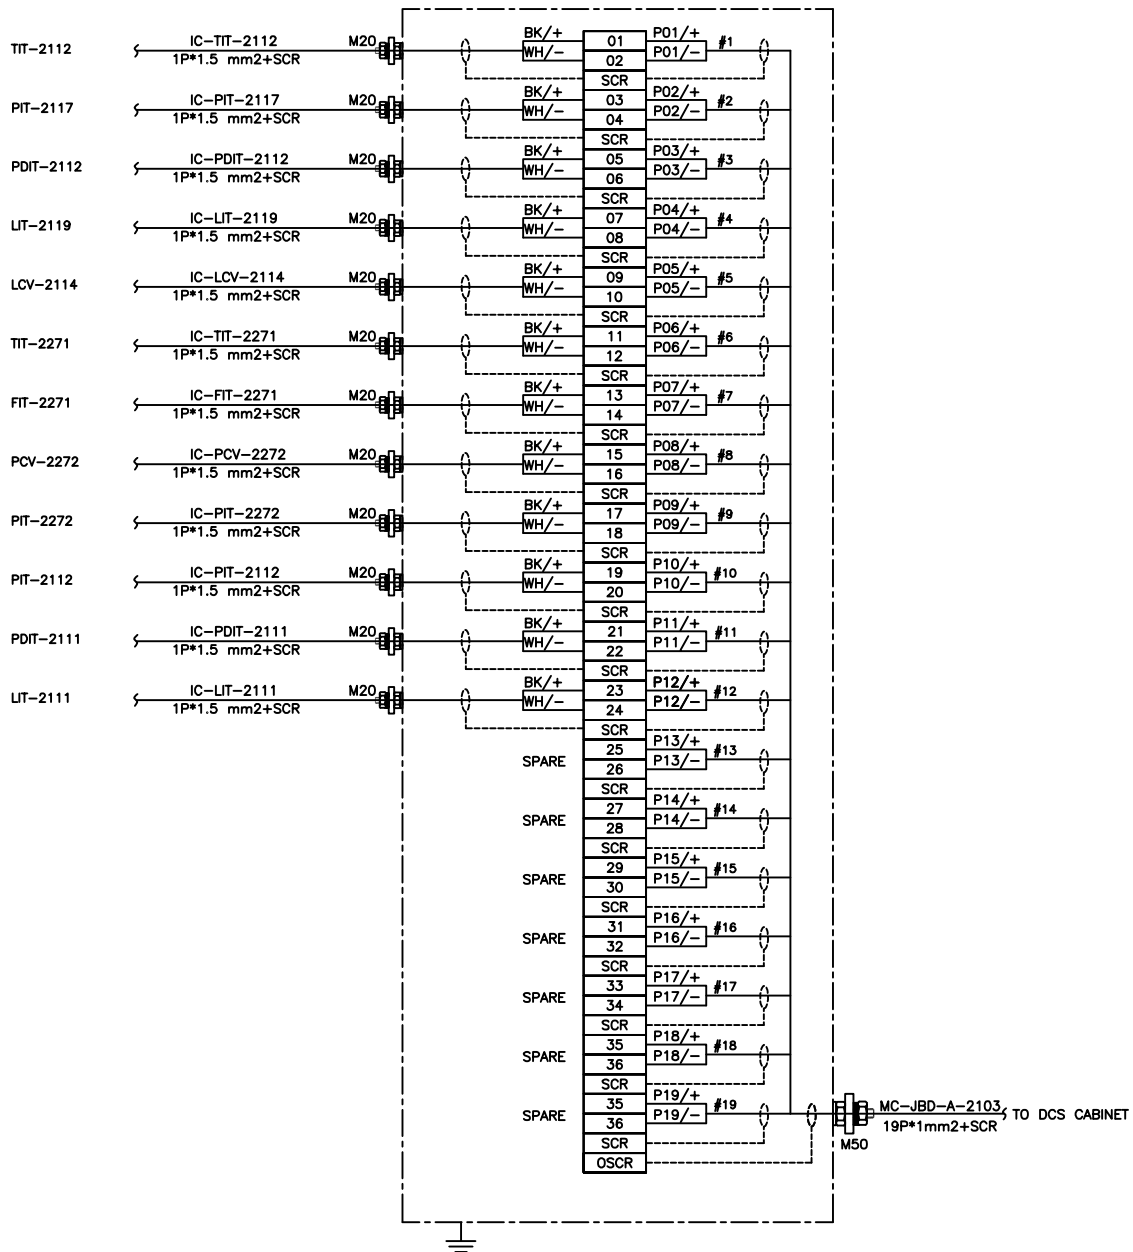 BK/+ 01 P01/+
TIT-2112 IC-TIT-2112 M20 WH/- P01/- #1
1P*1.5 mm2+SCR 02
SCR
BK/+ 03 P02/+
PIT-2117 IC-PIT-2117 M20 WH/- P02/- #2
1P*1.5 mm2+SCR 04
SCR
BK/+ 05 P03/+
PDIT-2112 IC-PDIT-2112 M20 WH/- P03/- #3
1P*1.5 mm2+SCR 06
SCR
BK/+ 07 P04/+
LIT-2119 IC-LIT-2119 M20 WH/- P04/- #4
1P*1.5 mm2+SCR 08
SCR
BK/+ 09 P05/+
LCV-2114 IC-LCV-2114 M20 WH/- P05/- #5
1P*1.5 mm2+SCR 10
SCR
BK/+ 11 P06/+
TIT-2271 IC-TIT-2271 M20 WH/- P06/- #6
1P*1.5 mm2+SCR 12
SCR
BK/+ 13 P07/+
FIT-2271 IC-FIT-2271 M20 WH/- P07/- #7
1P*1.5 mm2+SCR 14
SCR
BK/+ 15 P08/+
PCV-2272 IC-PCV-2272 M20 WH/- P08/- #8
1P*1.5 mm2+SCR 16
SCR
BK/+ 17 P09/+
PIT-2272 IC-PIT-2272 M20 WH/- P09/- #9
1P*1.5 mm2+SCR 18
SCR
BK/+ 19 P10/+
PIT-2112 IC-PIT-2112 M20 WH/- P10/- #10
1P*1.5 mm2+SCR 20
SCR
BK/+ 21 P11/+
PDIT-2111 IC-PDIT-2111 M20 WH/- P11/- #11
1P*1.5 mm2+SCR 22
SCR
BK/+ 23 P12/+
LIT-2111 IC-LIT-2111 M20 WH/- P12/- #12
1P*1.5 mm2+SCR 24
SCR
25 P13/+
SPARE P13/- #13
26
SCR
27 P14/+
SPARE P14/- #14
28
SCR
29 P15/+
SPARE P15/- #15
30
SCR
31 P16/+
SPARE P16/- #16
32
SCR
33 P17/+
SPARE P17/- #17
34
SCR
35 P18/+
SPARE P18/- #18
36
SCR
35 P19/+
SPARE P19/- #19 MC-JBD-A-2103 TO DCS CABINET
36 19P*1mm2+SCR
SCR M50
OSCR